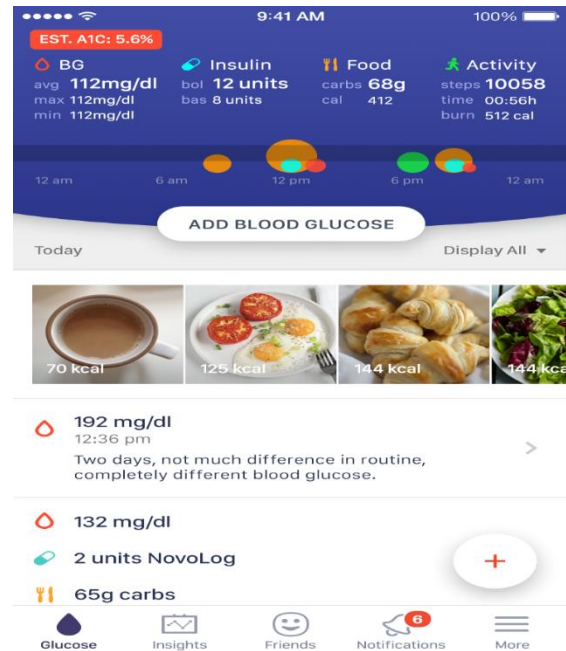 9:41 AM
100%
EST. A1C: 5.6%
BG
avg 112mg/dl
max 112mg/dl
min 112mg/dl
Insulin
bol 12 units
bas 8 units
Food
carbs 68g
cal 412
Activity
steps 10058
time 00:56h
burn 512 cal
12 am 6 am 12 pm 6 pm 12 am
ADD BLOOD GLUCOSE
Today
Display All
70 kcal 125 kcal 144 kcal 144 kca
192 mg/dl
12:36 pm
Two days, not much difference in routine,
completely different blood glucose.
132 mg/dl
2 units NovoLog
65g carbs
+
6
Glucose Insights Friends Notifications More